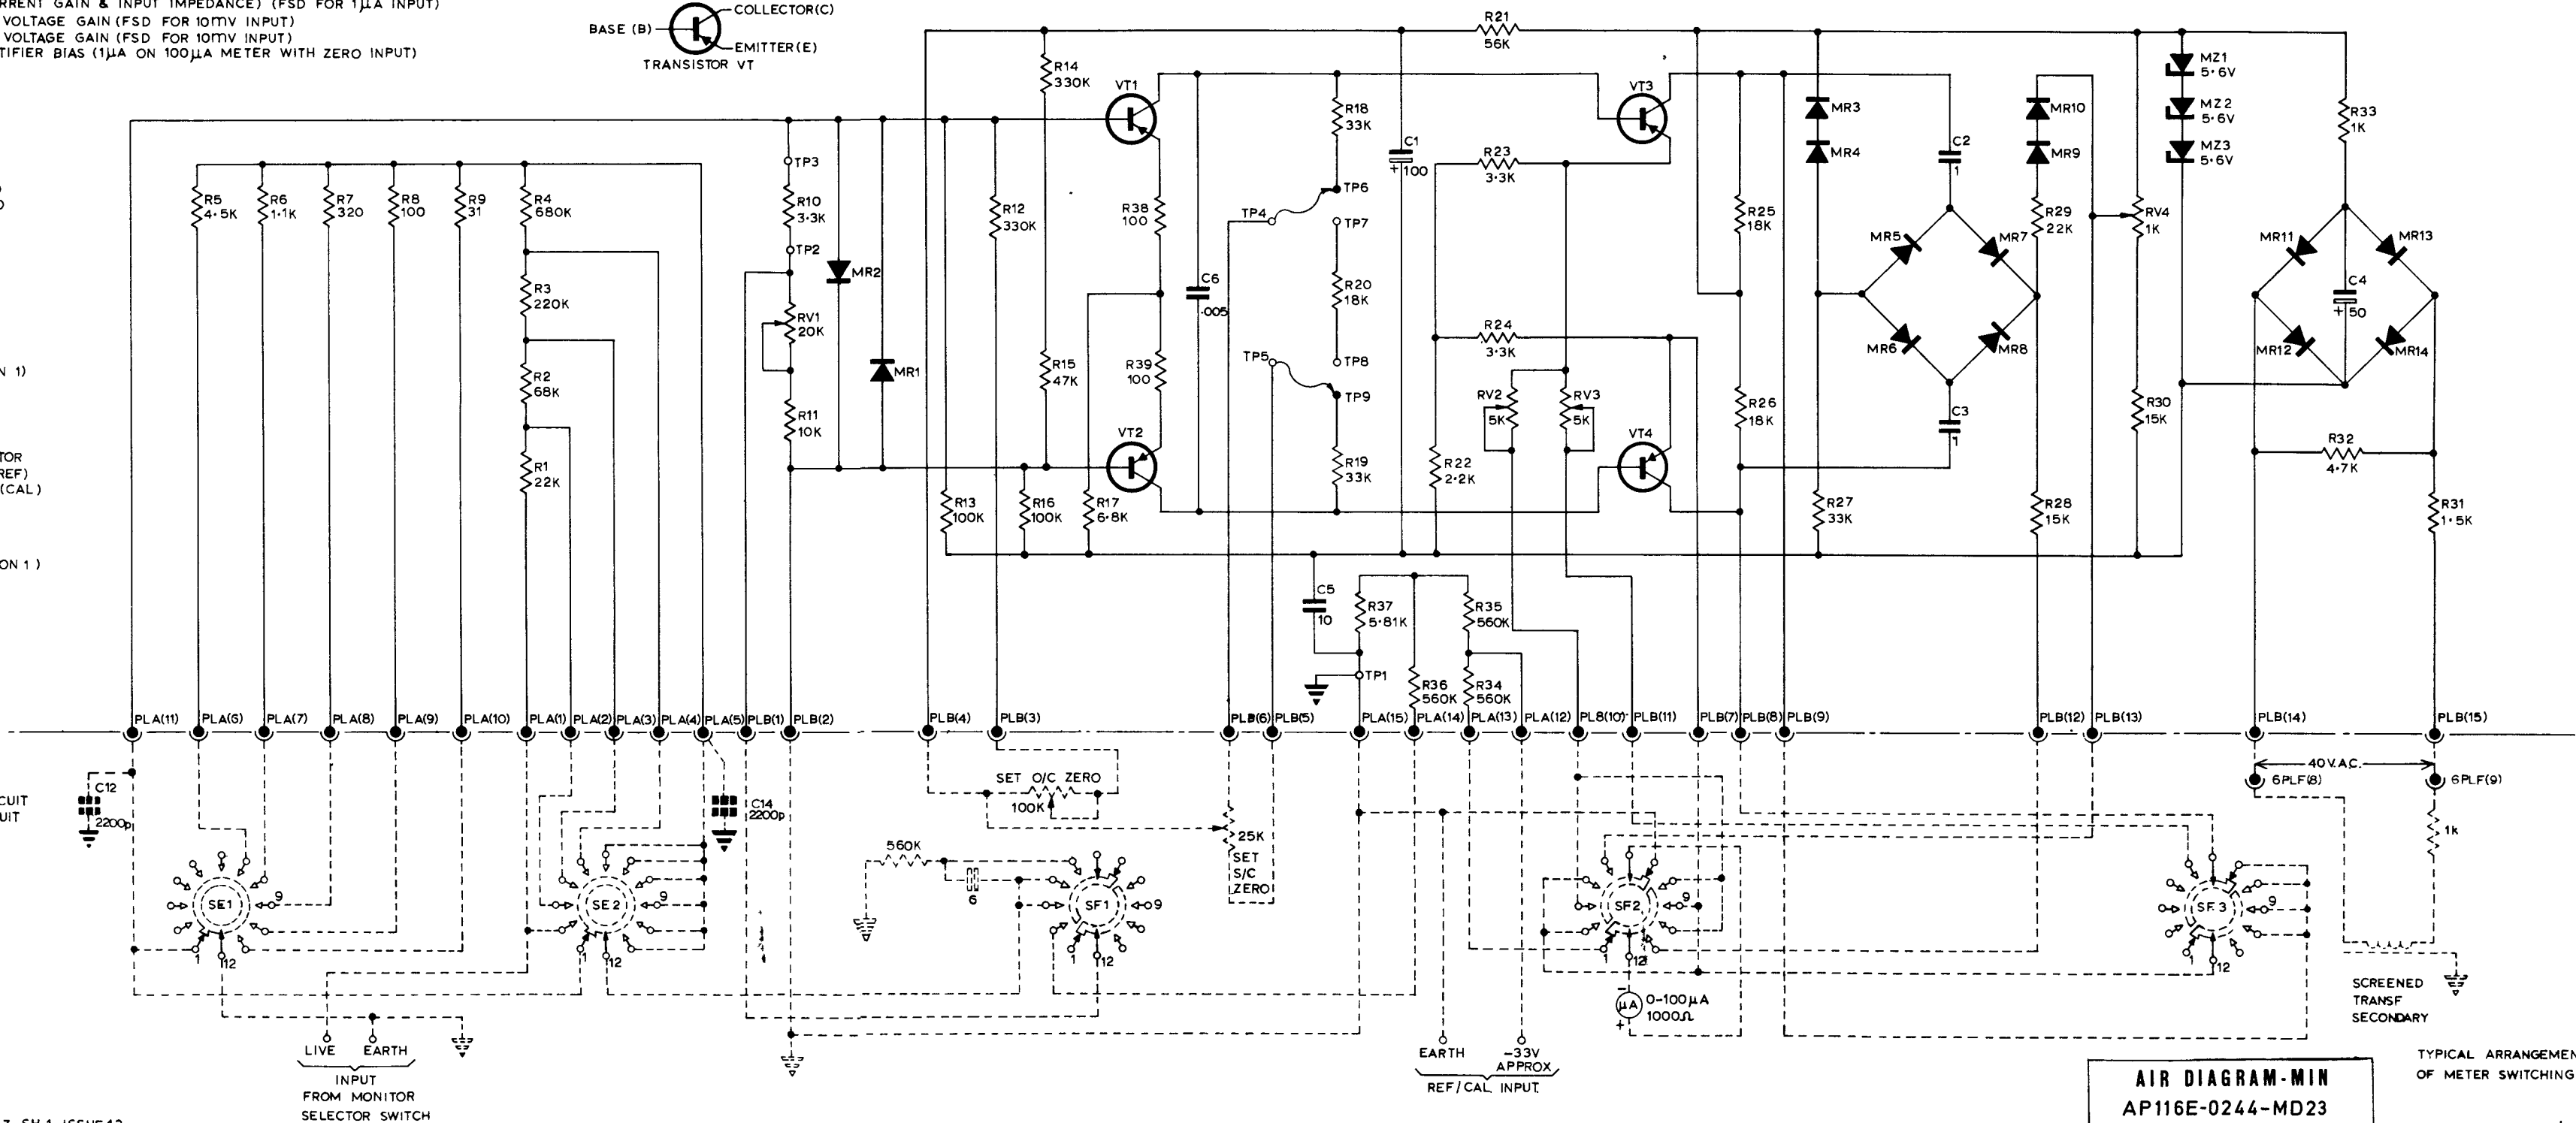 RRENT GAIN & INPUT IMPEDANCE) (FSD FOR 1µA INPUT)
VOLTAGE GAIN (FSD FOR 10mV INPUT)
VOLTAGE GAIN (FSD FOR 10mV INPUT)
TIFIER BIAS (1µA ON 100µA METER WITH ZERO INPUT)
BASE (B)
COLLECTOR(C)
EMITTER(E)
TRANSISTOR VT
N 1)
TOR
REF)
(CAL)
ON 1)
CUIT
UIT
R5
4·5K
R6
1·1K
R7
320
R8
100
R9
31
R4
680K
R3
220K
R2
68K
R1
22K
TP3
R10
3·3K
TP2
RV1
20K
R11
10K
MR2
MR1
R13
100K
R12
330K
R14
330K
R15
47K
R16
100K
R17
6·8K
VT1
VT2
R38
100
R39
100
C6
·005
R18
33K
TP6
TP4
TP7
R20
18K
TP5
TP8
TP9
R19
33K
C1
+ 100
R21
56K
R23
3.3K
R24
3.3K
R22
2·2K
RV2
5K
RV3
5K
VT3
VT4
R25
18K
R26
18K
MR3
MR4
R27
33K
C2
1
MR5
MR7
MR6
MR8
C3
1
MR10
MR9
R29
22K
R28
15K
RV4
1K
R30
15K
MZ1
5·6V
MZ2
5·6V
MZ3
5·6V
R33
1K
MR11
MR13
C4
+ 50
MR12
MR14
R32
4·7K
R31
1·5K
C5
10
R37
5·81K
TP1
R36
560K
R35
560K
R34
560K
PLA(11)
PLA(6)
PLA(7)
PLA(8)
PLA(9)
PLA(10)
PLA(1)
PLA(2)
PLA(3)
PLA(4)
PLA(5)
PLB(1)
PLB(2)
PLB(4)
PLB(3)
PLB(6)
PLB(5)
PLA(15)
PLA(14)
PLA(13)
PLA(12)
PL8(10)
PLB(11)
PLB(7)
PLB(8)
PLB(9)
PLB(12)
PLB(13)
PLB(14)
PLB(15)
C12
2200p
C14
2200p
SET O/C ZERO
100K
25K
SET
S/C
ZERO
560K
6
40V.A.C.
6PLF(8)
6PLF(9)
1k
SE1
9
1
12
SE2
9
1
12
SF1
9
1
12
SF2
9
1
12
SF3
9
1
12
-
µA
+
0-100µA
1000Ω
SCREENED
TRANSF
SECONDARY
LIVE
EARTH
INPUT
FROM MONITOR
SELECTOR SWITCH
EARTH
-33V
APPROX
REF/CAL INPUT
TYPICAL ARRANGEMEN
OF METER SWITCHING
AIR DIAGRAM-MIN
AP116E-0244-MD23